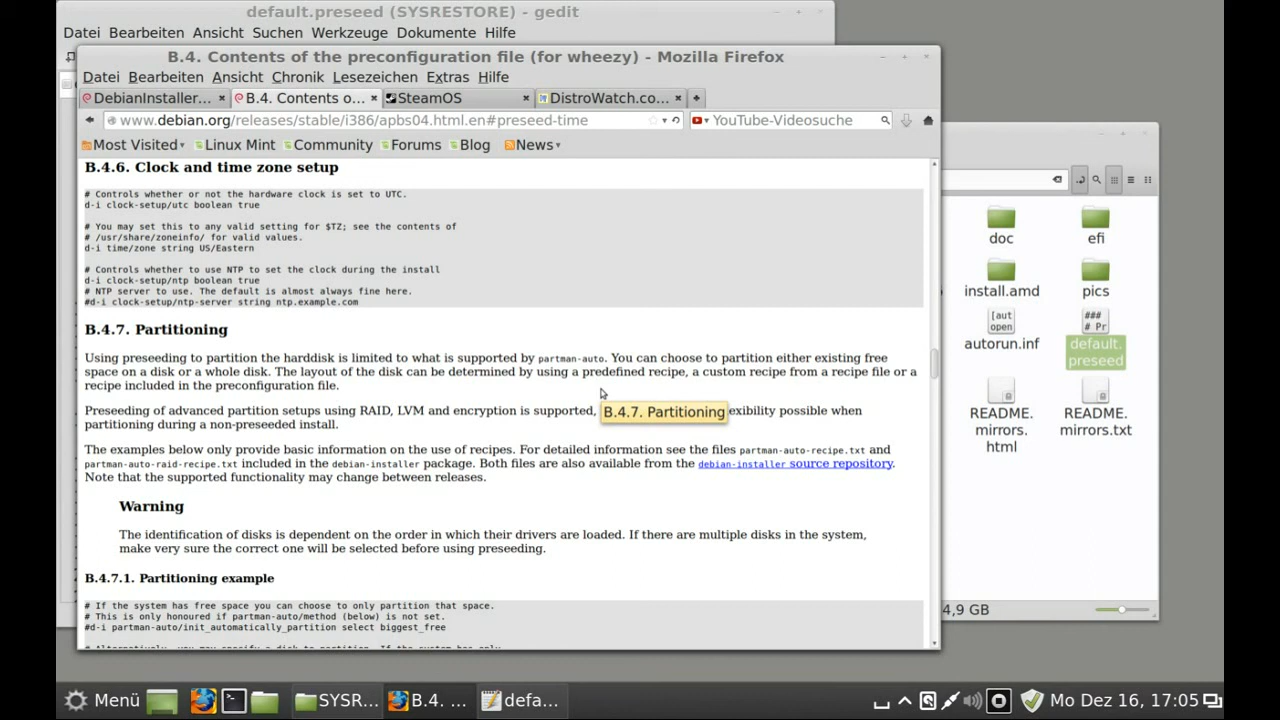 default.preseed (SYSRESTORE) - gedit
Datei Bearbeiten Ansicht Suchen Werkzeuge Dokumente Hilfe
B.4. Contents of the preconfiguration file (for wheezy) - Mozilla Firefox
Datei Bearbeiten Ansicht Chronik Lesezeichen Extras Hilfe
DebianInstaller... B.4. Contents o... SteamOS DistroWatch.co...
www.debian.org/releases/stable/i386/apbs04.html.en#preseed-time YouTube-Videosuche
Most Visited Linux Mint Community Forums Blog News
B.4.6. Clock and time zone setup
# Controls whether or not the hardware clock is set to UTC.
d-i clock-setup/utc boolean true
# You may set this to any valid setting for $TZ; see the contents of
# /usr/share/zoneinfo/ for valid values.
d-i time/zone string US/Eastern
# Controls whether to use NTP to set the clock during the install
d-i clock-setup/ntp boolean true
# NTP server to use. The default is almost always fine here.
#d-i clock-setup/ntp-server string ntp.example.com
B.4.7. Partitioning
Using preseeding to partition the harddisk is limited to what is supported by partman-auto. You can choose to partition either existing free
space on a disk or a whole disk. The layout of the disk can be determined by using a predefined recipe, a custom recipe from a recipe file or a
recipe included in the preconfiguration file.
Preseeding of advanced partition setups using RAID, LVM and encryption is supported, B.4.7. Partitioning exibility possible when
partitioning during a non-preseeded install.
The examples below only provide basic information on the use of recipes. For detailed information see the files partman-auto-recipe.txt and
partman-auto-raid-recipe.txt included in the debian-installer package. Both files are also available from the debian-installer source repository.
Note that the supported functionality may change between releases.
Warning
The identification of disks is dependent on the order in which their drivers are loaded. If there are multiple disks in the system,
make very sure the correct one will be selected before using preseeding.
B.4.7.1. Partitioning example
# If the system has free space you can choose to only partition that space.
# This is only honoured if partman-auto/method (below) is not set.
#d-i partman-auto/init_automatically_partition select biggest_free
doc efi
install.amd pics
[aut
open
###
# Pr
autorun.inf default.
preseed
README.
mirrors.
html
README.
mirrors.txt
4,9 GB
Menü SYSR... B.4. ... defa... Mo Dez 16, 17:05